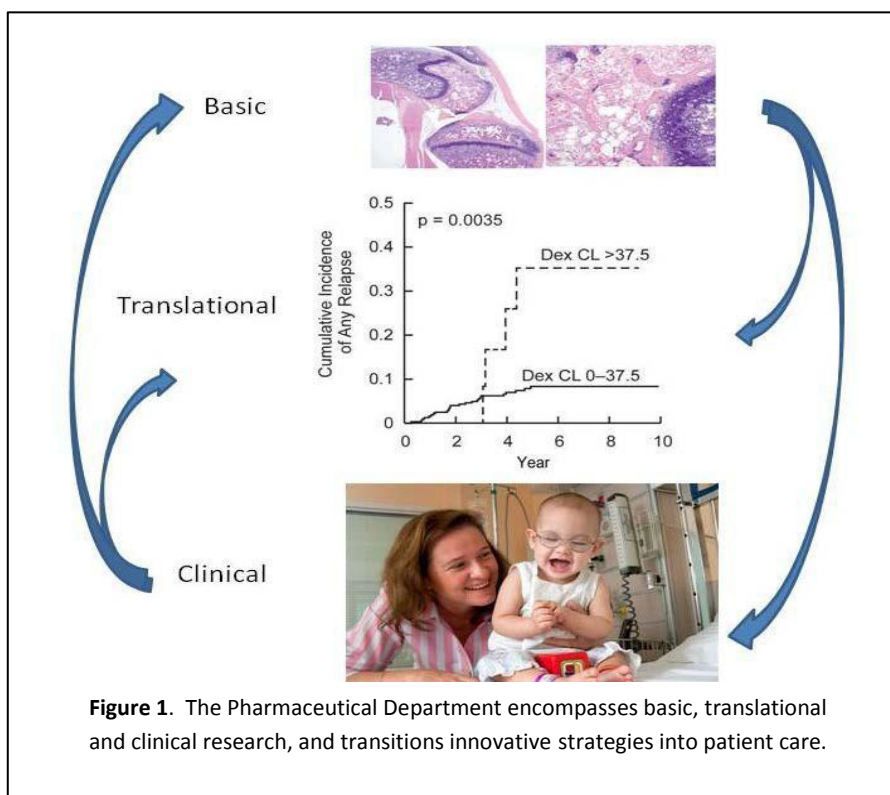 Basic
0.5
p = 0.0035
0.4
Dex CL >37.5
0.3
Translational
Cumulative Incidence
of Any Relapse
0.2
0.1
Dex CL 0–37.5
0
0 2 4 6 8 10
Year
Clinical
Figure 1. The Pharmaceutical Department encompasses basic, translational
and clinical research, and transitions innovative strategies into patient care.